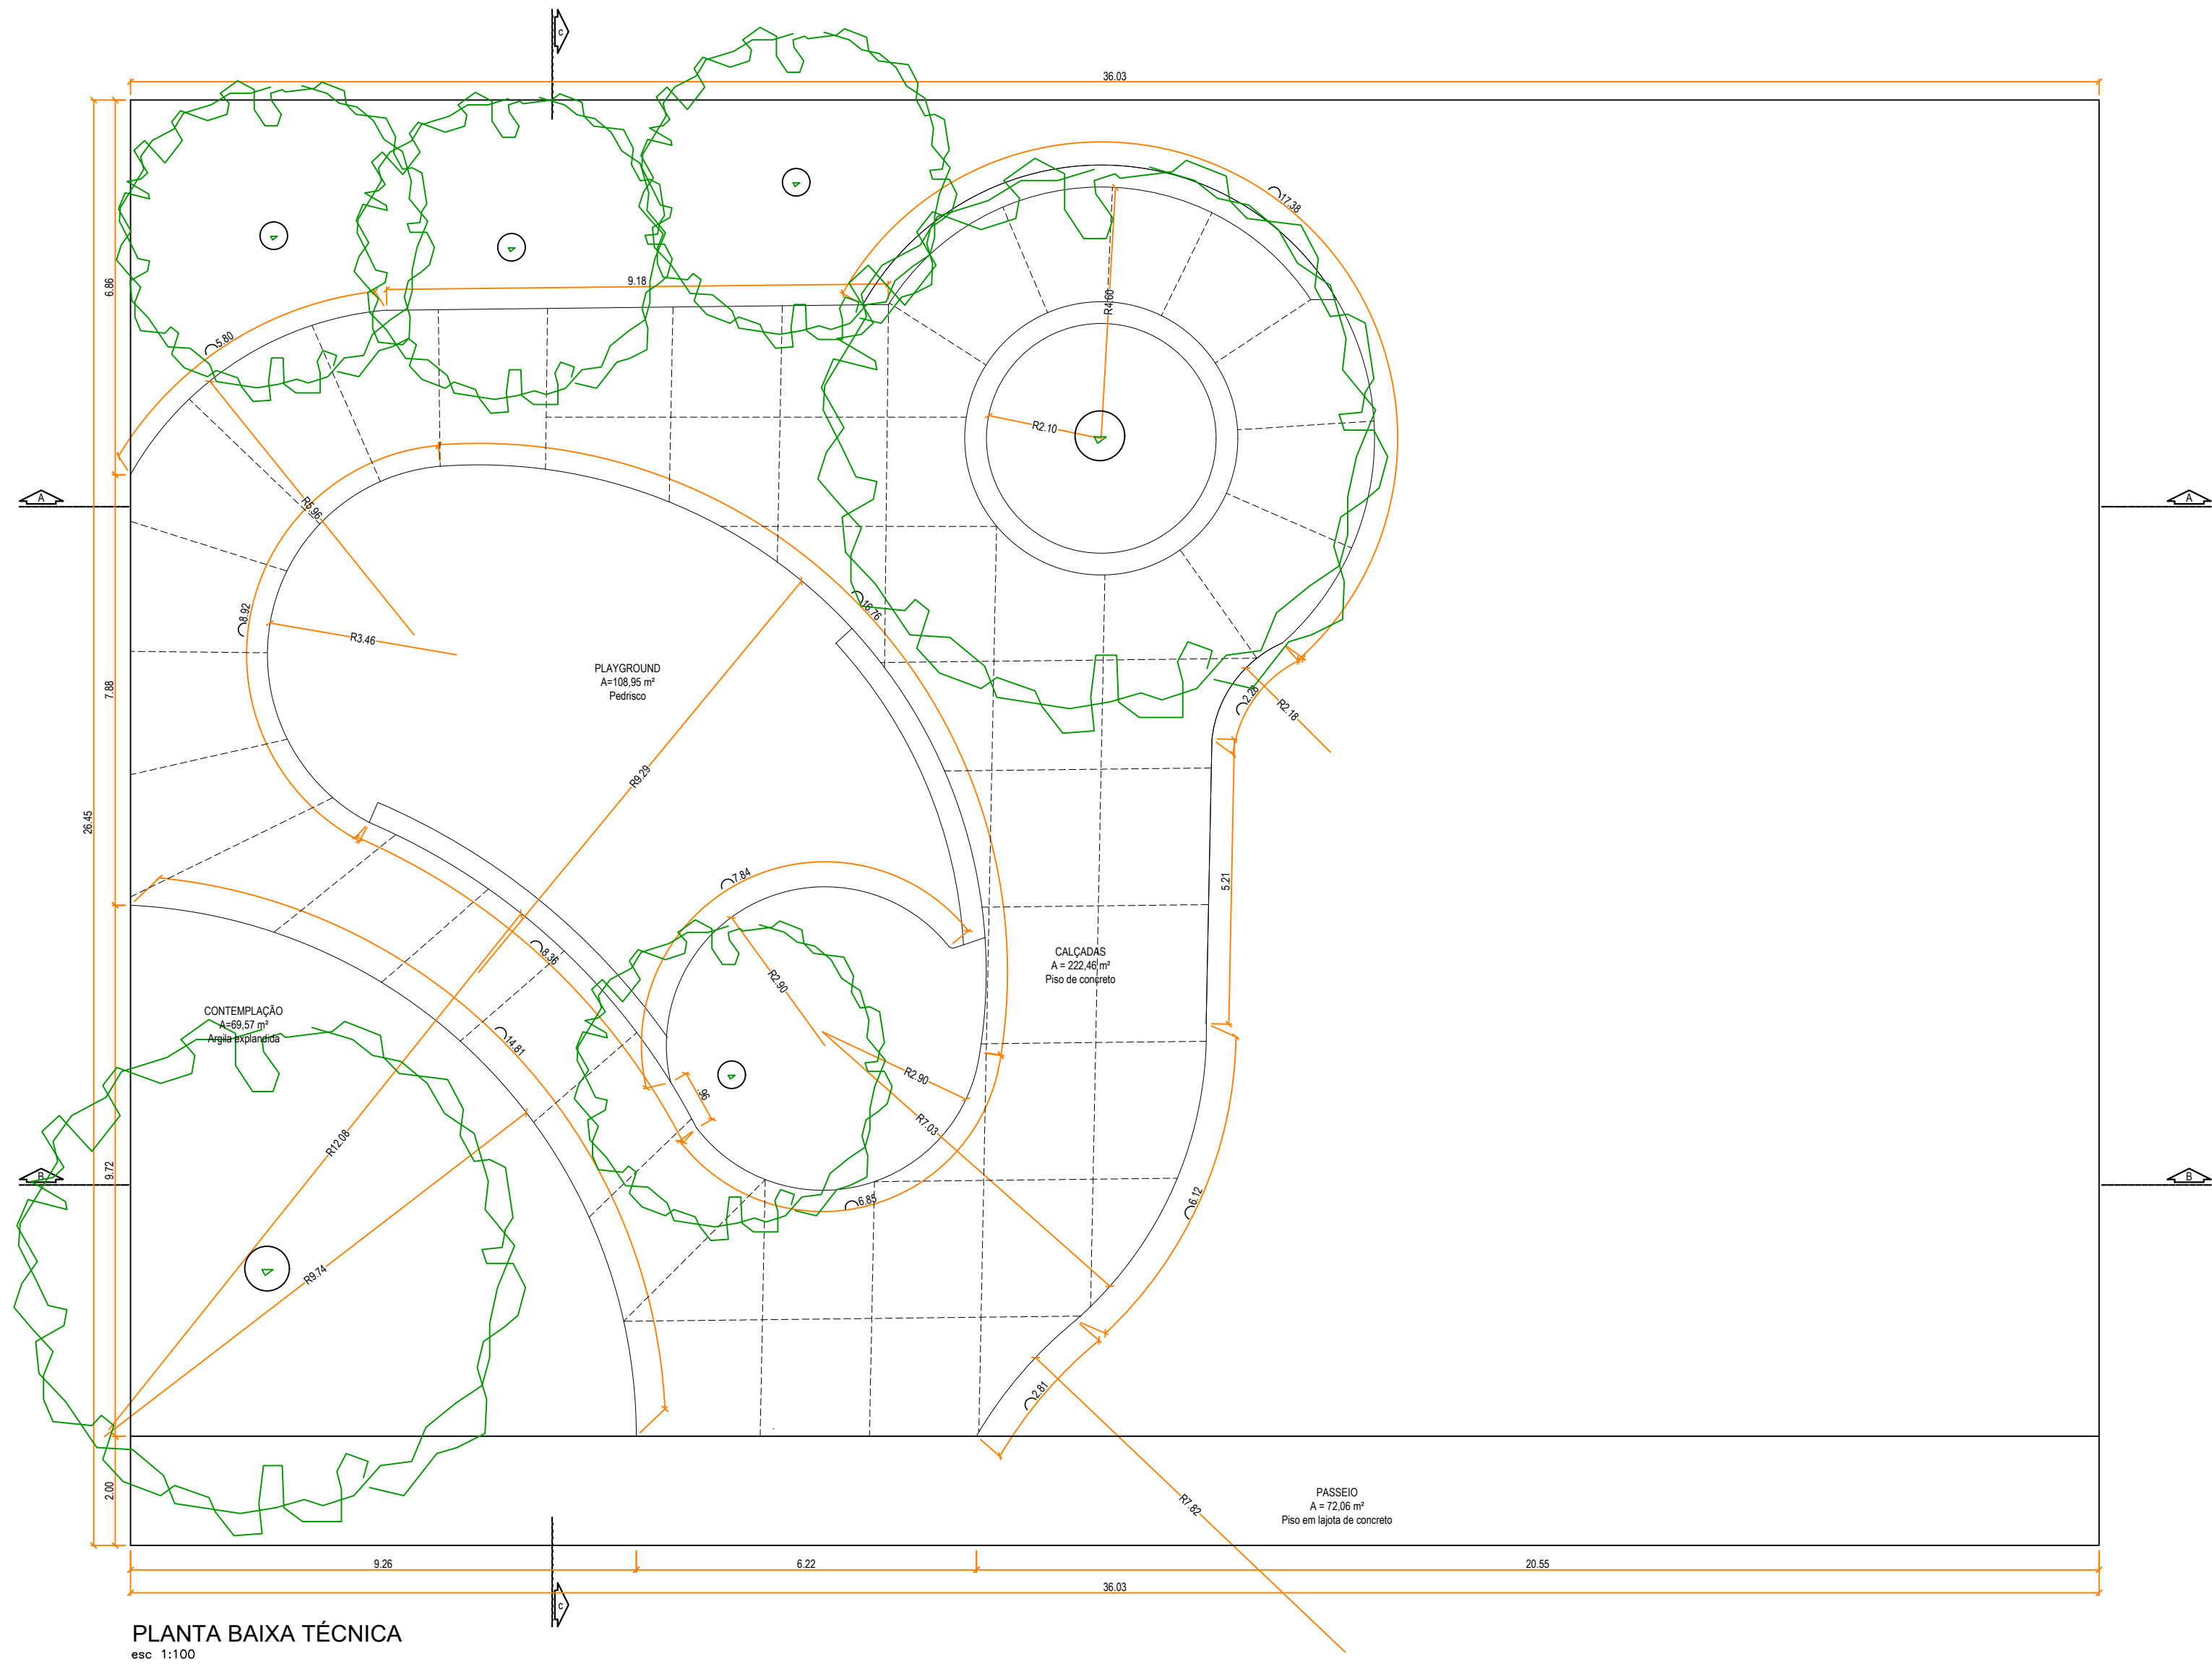 C
36.03
17.38
9.18
6.86
R4.60
5.80
R2.10
A
A
R5.96
18.76
8.92
R3.46
PLAYGROUND
A=108,95 m²
Pedrisco
7.88
2.28
R2.18
R9.29
26.45
7.84
5.21
8.36
CALÇADAS
A = 222,46 m²
Piso de concreto
R2.90
CONTEMPLAÇÃO
A=69,57 m²
Argila explandida
14.81
R2.90
.96
R7.03
R12.08
9.72
B
B
6.85
6.12
R9.74
2.81
2.00
PASSEIO
A = 72,06 m²
Piso em lajota de concreto
R7.82
9.26
6.22
20.55
36.03
C
PLANTA BAIXA TÉCNICA
esc 1:100